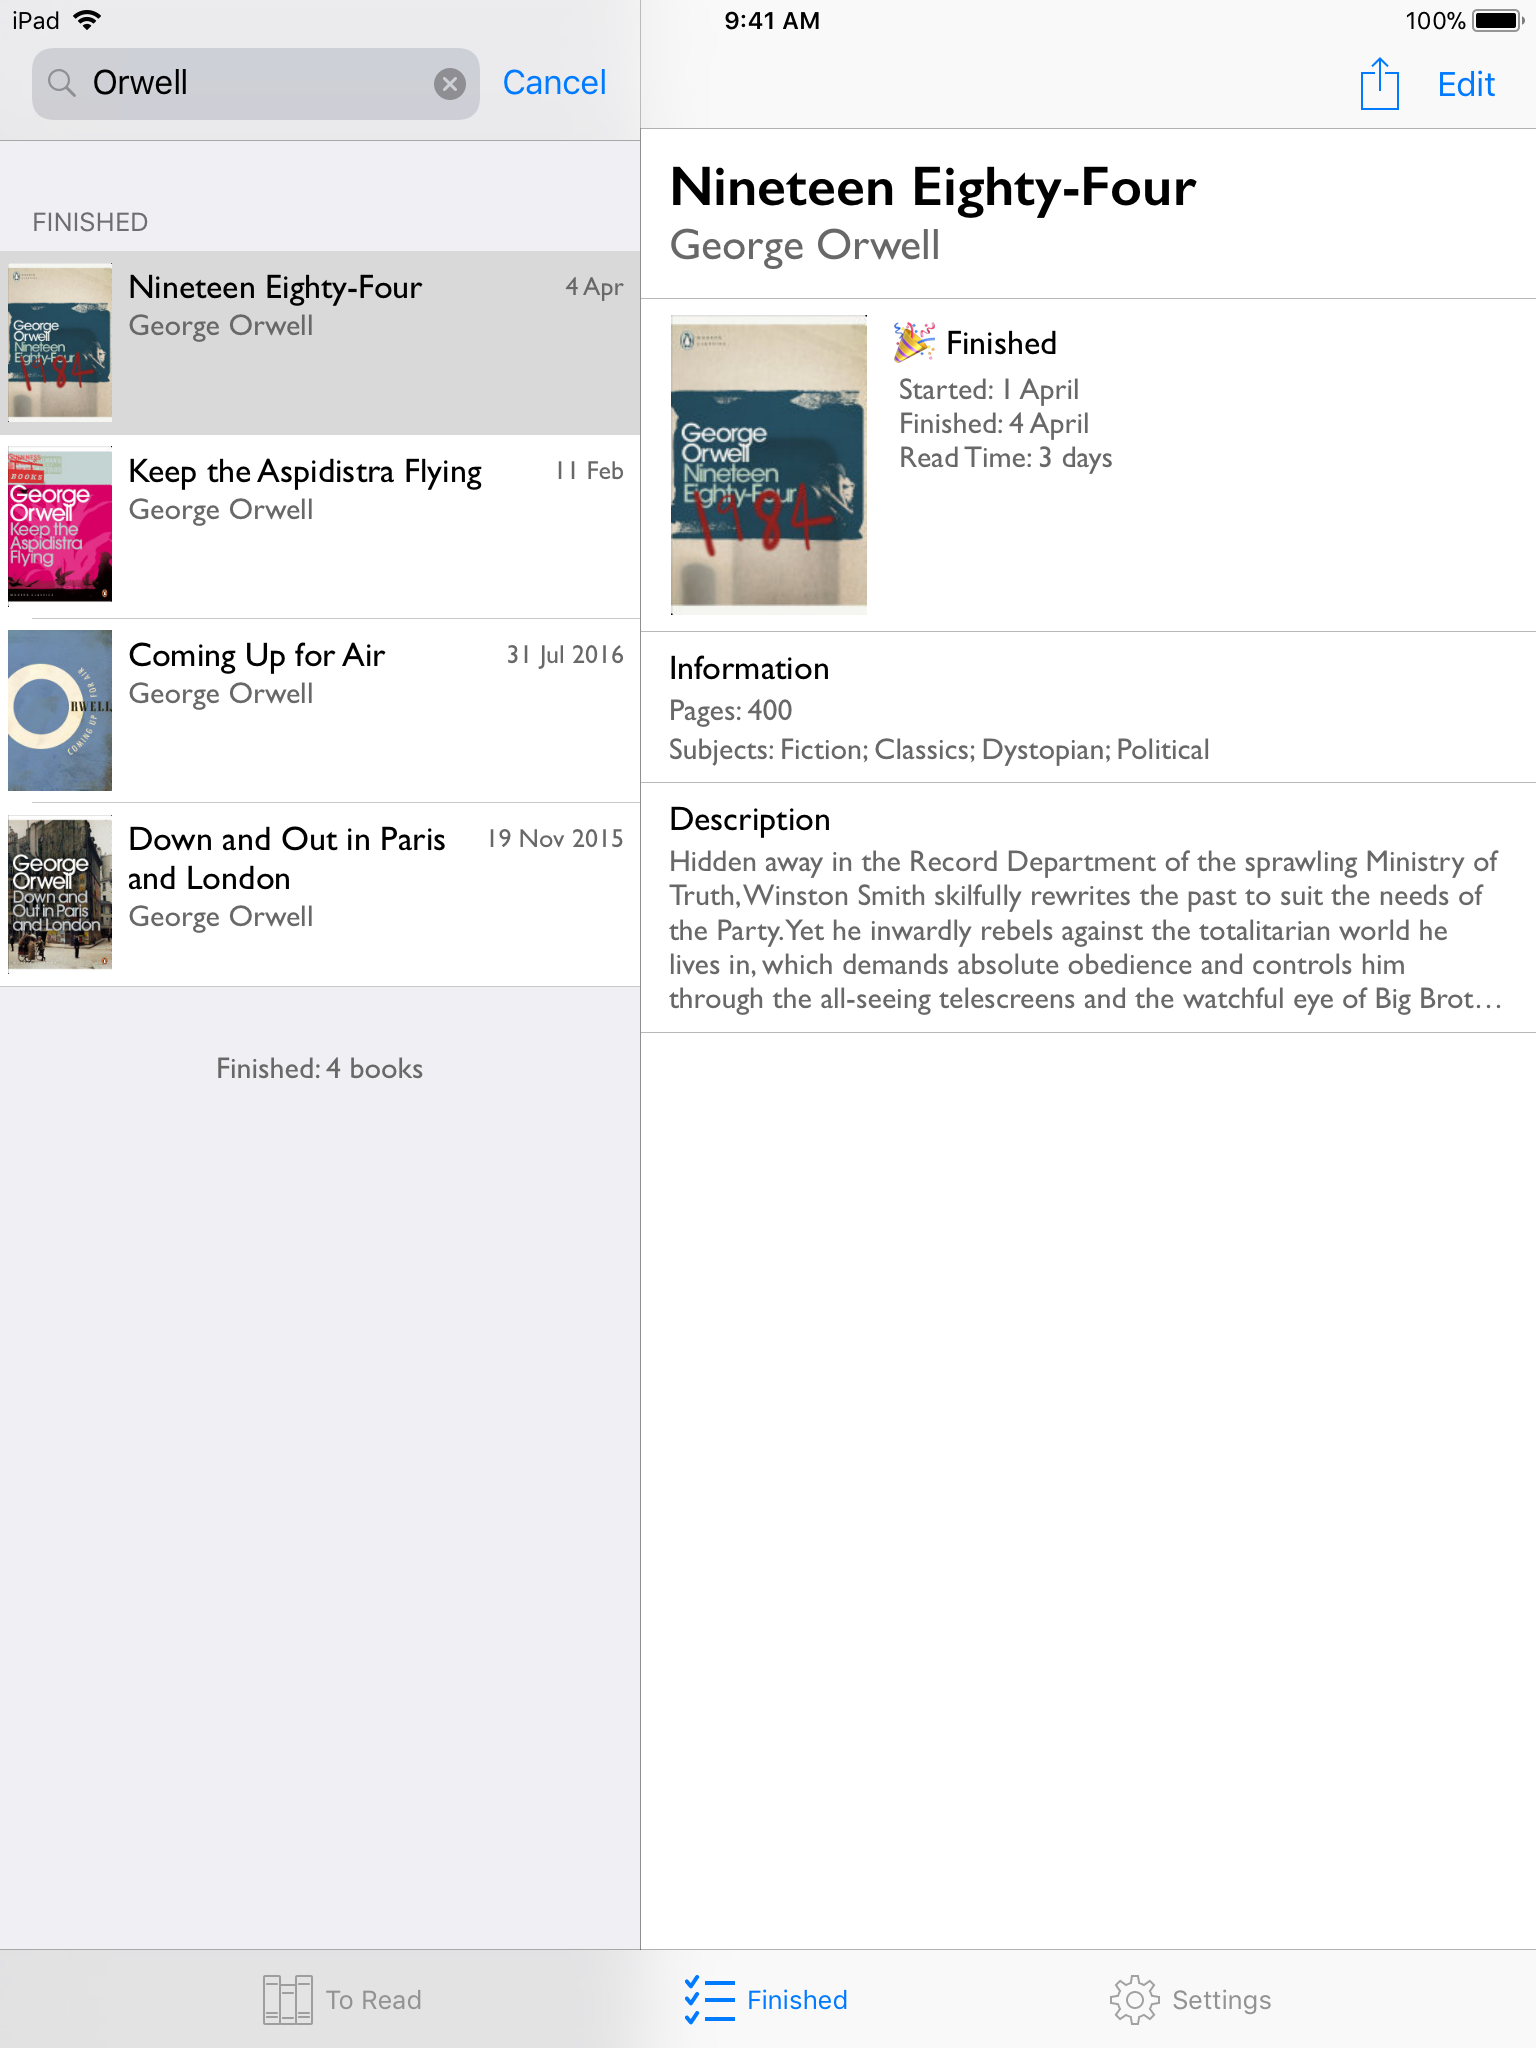 iPad
9:41 AM
100%
Orwell
Cancel
Edit
FINISHED
Nineteen Eighty-Four
4 Apr
George Orwell
George
Orwell
Nineteen
Eighty-Four
1984
Keep the Aspidistra Flying
11 Feb
George Orwell
BOOKS
George
Orwell
Keep the
Aspidistra
Flying
Coming Up for Air
31 Jul 2016
George Orwell
RWELL
COMING UP FOR AIR
Down and Out in Paris
and London
19 Nov 2015
George Orwell
George
Orwell
Down and
Out in Paris
and London
Finished: 4 books
Nineteen Eighty-Four
George Orwell
George
Orwell
Nineteen
Eighty-Four
1984
Finished
Started: 1 April
Finished: 4 April
Read Time: 3 days
Information
Pages: 400
Subjects: Fiction; Classics; Dystopian; Political
Description
Hidden away in the Record Department of the sprawling Ministry of
Truth, Winston Smith skilfully rewrites the past to suit the needs of
the Party. Yet he inwardly rebels against the totalitarian world he
lives in, which demands absolute obedience and controls him
through the all-seeing telescreens and the watchful eye of Big Brot…
To Read
Finished
Settings